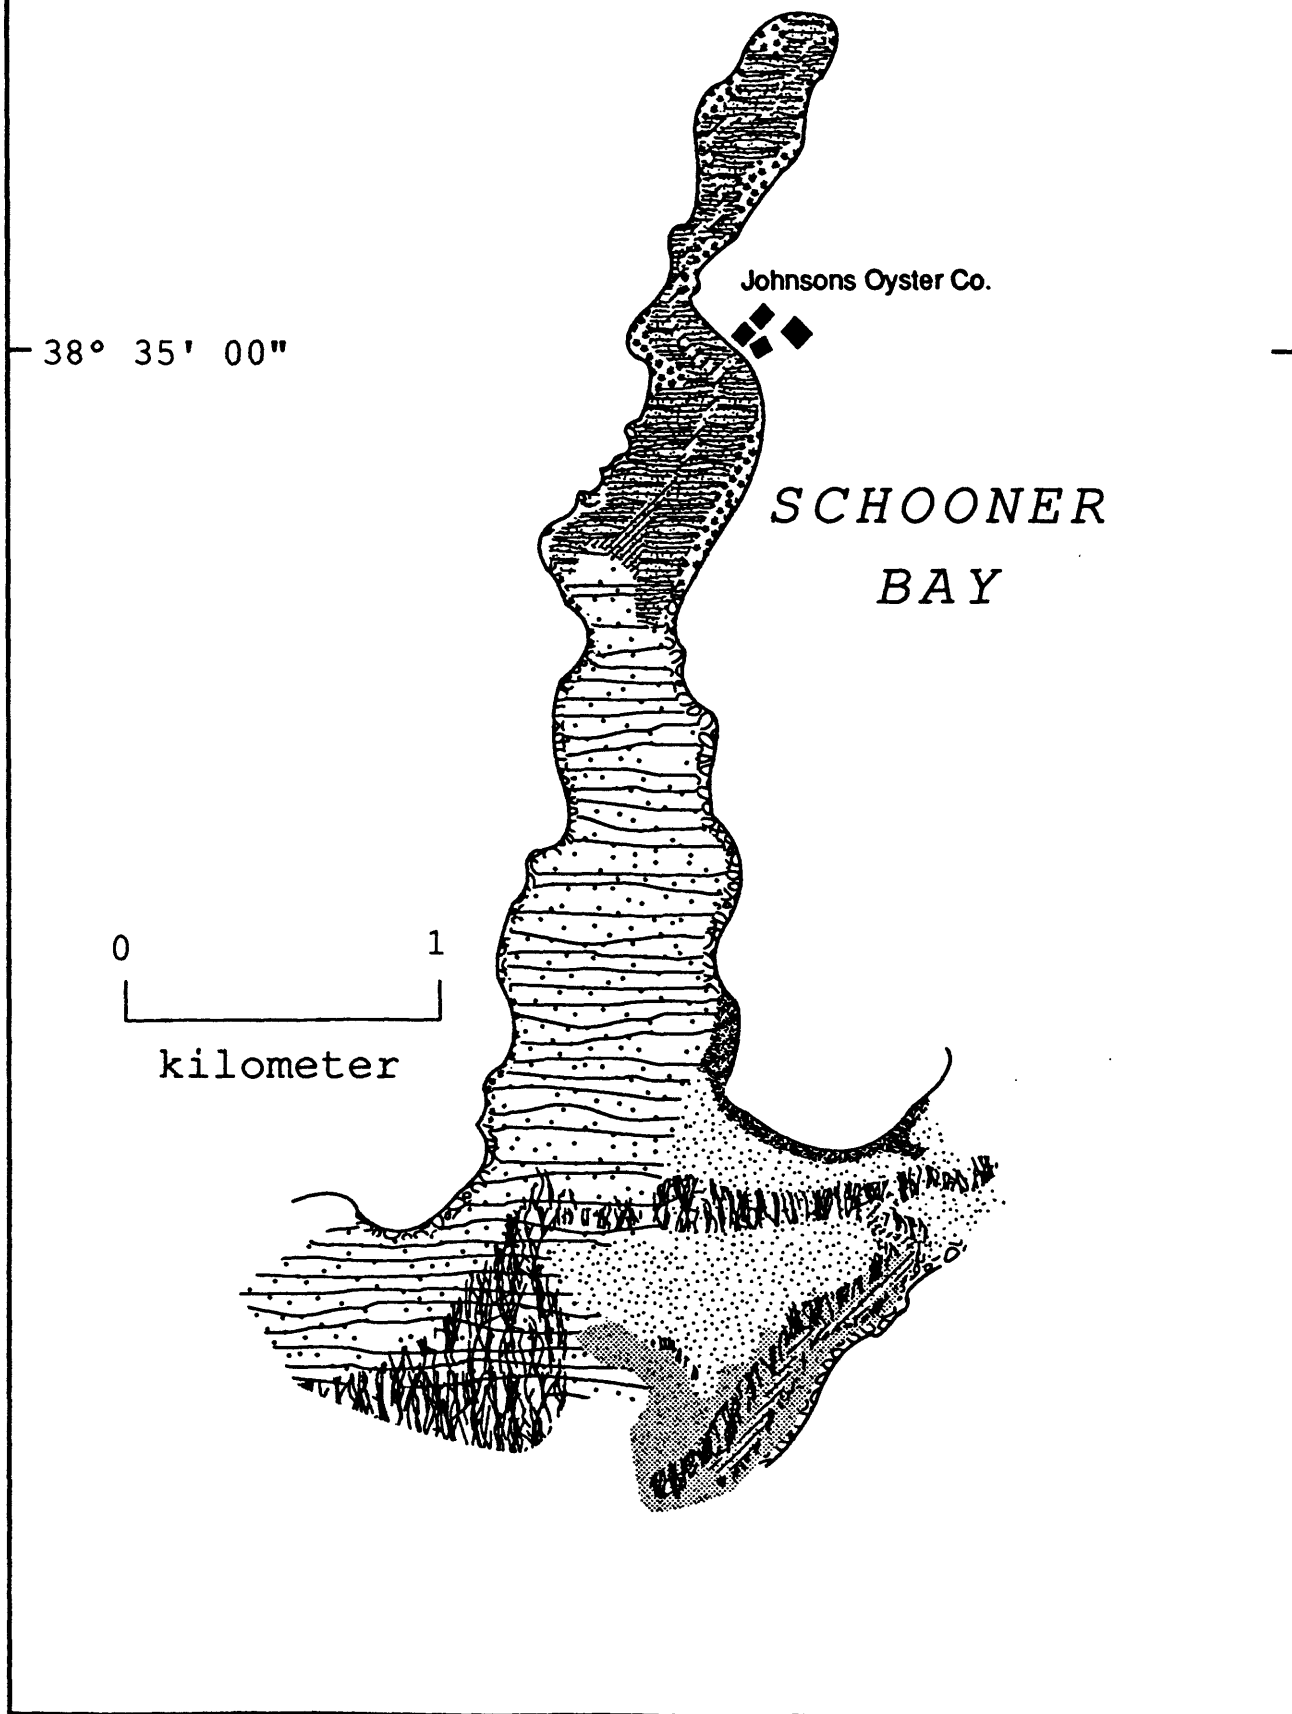 Johnsons Oyster Co.
38° 35' 00"
SCHOONER
BAY
0 1
kilometer